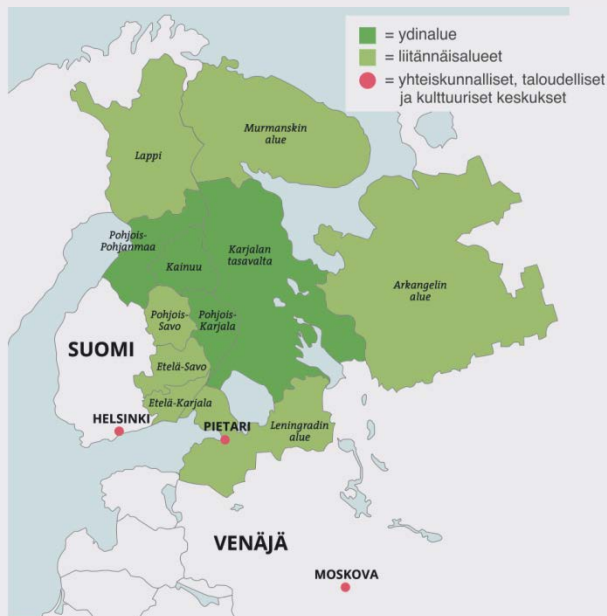 = ydinalue
= liitännäisalueet
= yhteiskunnalliset, taloudelliset
ja kulttuuriset keskukset
Murmanskin
alue
Lappi
Pohjois-
Pohjanmaa
Karjalan
tasavalta
Kainuu
Arkangelin
alue
Pohjois-
Savo
Pohjois-
Karjala
SUOMI
Etelä-Savo
Etelä-Karjala
HELSINKI
PIETARI
Leningradin
alue
VENÄJÄ
MOSKOVA